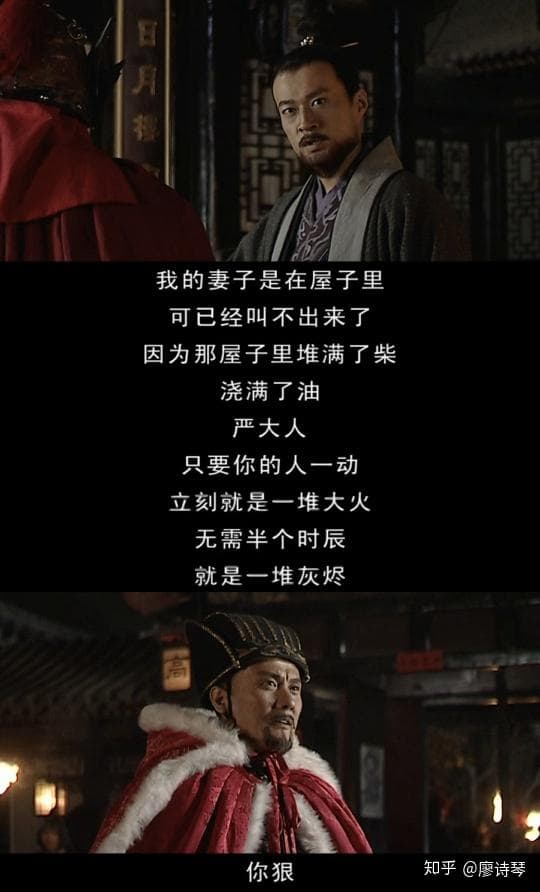 日月楼
我的妻子是在屋子里
可已经叫不出来了
因为那屋子里堆满了柴
浇满了油
严大人
只要你的人一动
立刻就是一堆大火
无需半个时辰
就是一堆灰烬
高
你狠
知乎 @廖诗琴